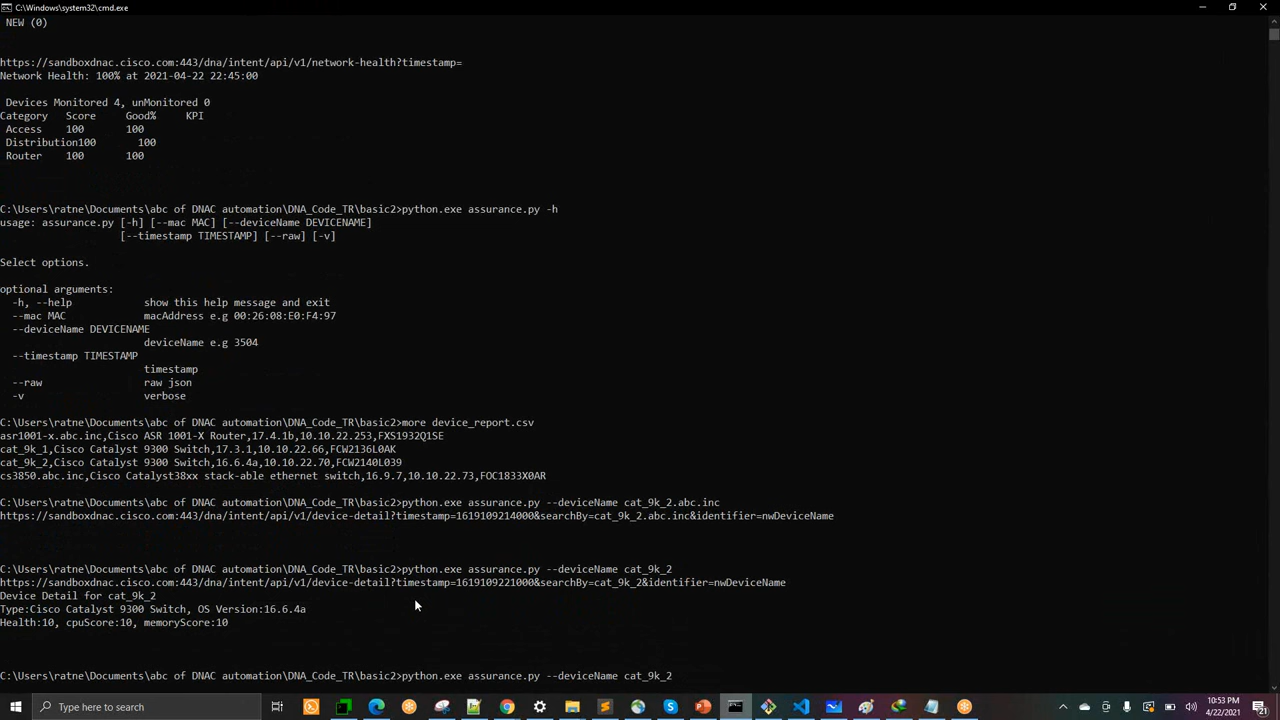 C:\Windows\system32\cmd.exe
NEW (0)
https://sandboxdnac.cisco.com:443/dna/intent/api/v1/network-health?timestamp=
Network Health: 100% at 2021-04-22 22:45:00
Devices Monitored 4, unMonitored 0
Category Score Good% KPI
Access 100 100
Distribution100 100
Router 100 100
C:\Users\ratne\Documents\abc of DNAC automation\DNA_Code_TR\basic2>python.exe assurance.py -h
usage: assurance.py [-h] [--mac MAC] [--deviceName DEVICENAME]
[--timestamp TIMESTAMP] [--raw] [-v]
Select options.
optional arguments:
-h, --help show this help message and exit
--mac MAC macAddress e.g 00:26:08:E0:F4:97
--deviceName DEVICENAME
deviceName e.g 3504
--timestamp TIMESTAMP
timestamp
--raw raw json
-v verbose
C:\Users\ratne\Documents\abc of DNAC automation\DNA_Code_TR\basic2>more device_report.csv
asr1001-x.abc.inc,Cisco ASR 1001-X Router,17.4.1b,10.10.22.253,FXS1932Q1SE
cat_9k_1,Cisco Catalyst 9300 Switch,17.3.1,10.10.22.66,FCW2136L0AK
cat_9k_2,Cisco Catalyst 9300 Switch,16.6.4a,10.10.22.70,FCW2140L039
cs3850.abc.inc,Cisco Catalyst38xx stack-able ethernet switch,16.9.7,10.10.22.73,FOC1833X0AR
C:\Users\ratne\Documents\abc of DNAC automation\DNA_Code_TR\basic2>python.exe assurance.py --deviceName cat_9k_2.abc.inc
https://sandboxdnac.cisco.com:443/dna/intent/api/v1/device-detail?timestamp=1619109214000&searchBy=cat_9k_2.abc.inc&identifier=nwDeviceName
C:\Users\ratne\Documents\abc of DNAC automation\DNA_Code_TR\basic2>python.exe assurance.py --deviceName cat_9k_2
https://sandboxdnac.cisco.com:443/dna/intent/api/v1/device-detail?timestamp=1619109221000&searchBy=cat_9k_2&identifier=nwDeviceName
Device Detail for cat_9k_2
Type:Cisco Catalyst 9300 Switch, OS Version:16.6.4a
Health:10, cpuScore:10, memoryScore:10
C:\Users\ratne\Documents\abc of DNAC automation\DNA_Code_TR\basic2>python.exe assurance.py --deviceName cat_9k_2
Type here to search
10:53 PM
4/22/2021